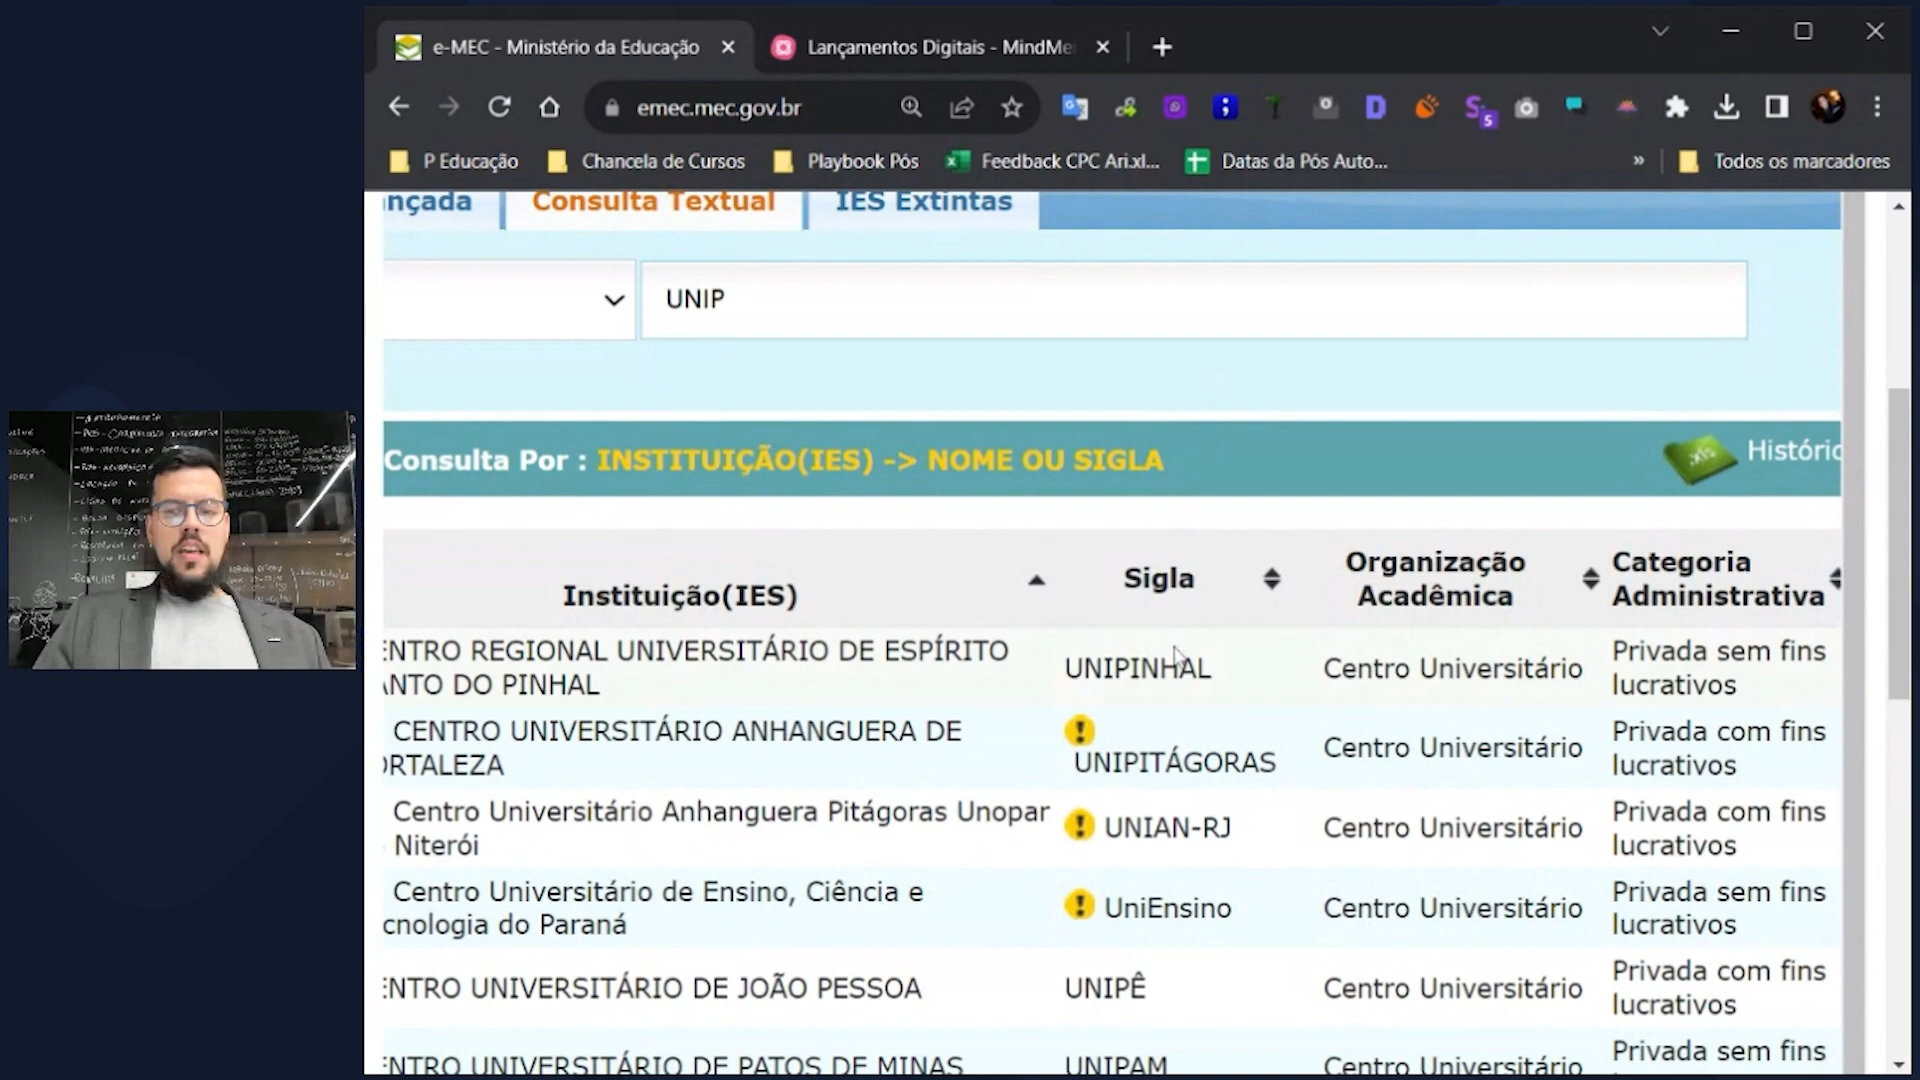 e-MEC - Ministério da Educação
Lançamentos Digitais - MindMe
emec.mec.gov.br
5
P Educação
Chancela de Cursos
Playbook Pós
Feedback CPC Ari.xl...
Datas da Pós Auto...
»
Todos os marcadores
nçada
Consulta Textual
IES Extintas
UNIP
Consulta Por : INSTITUIÇÃO(IES) -> NOME OU SIGLA
Históric
Instituição(IES)
Sigla
Organização
Acadêmica
Categoria
Administrativa
ENTRO REGIONAL UNIVERSITÁRIO DE ESPÍRITO
ANTO DO PINHAL
UNIPINHAL
Centro Universitário
Privada sem fins
lucrativos
CENTRO UNIVERSITÁRIO ANHANGUERA DE
ORTALEZA
UNIPITÁGORAS
Centro Universitário
Privada com fins
lucrativos
Centro Universitário Anhanguera Pitágoras Unopar
Niterói
UNIAN-RJ
Centro Universitário
Privada com fins
lucrativos
Centro Universitário de Ensino, Ciência e
cnologia do Paraná
UniEnsino
Centro Universitário
Privada sem fins
lucrativos
ENTRO UNIVERSITÁRIO DE JOÃO PESSOA
UNIPÊ
Centro Universitário
Privada com fins
lucrativos
ENTRO UNIVERSITÁRIO DE PATOS DE MINAS
UNIPAM
Centro Universitário
Privada sem fins